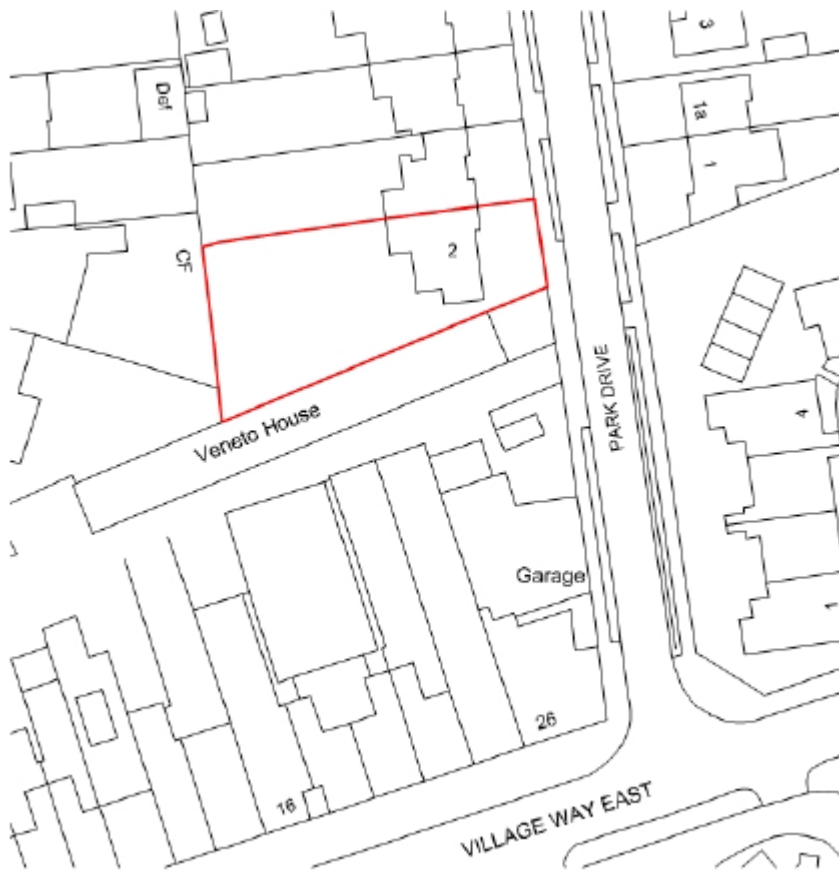 3
Def
1a
1
2
CF
PARK DRIVE
Veneto House
4
Garage
1
26
16
VILLAGE WAY EAST